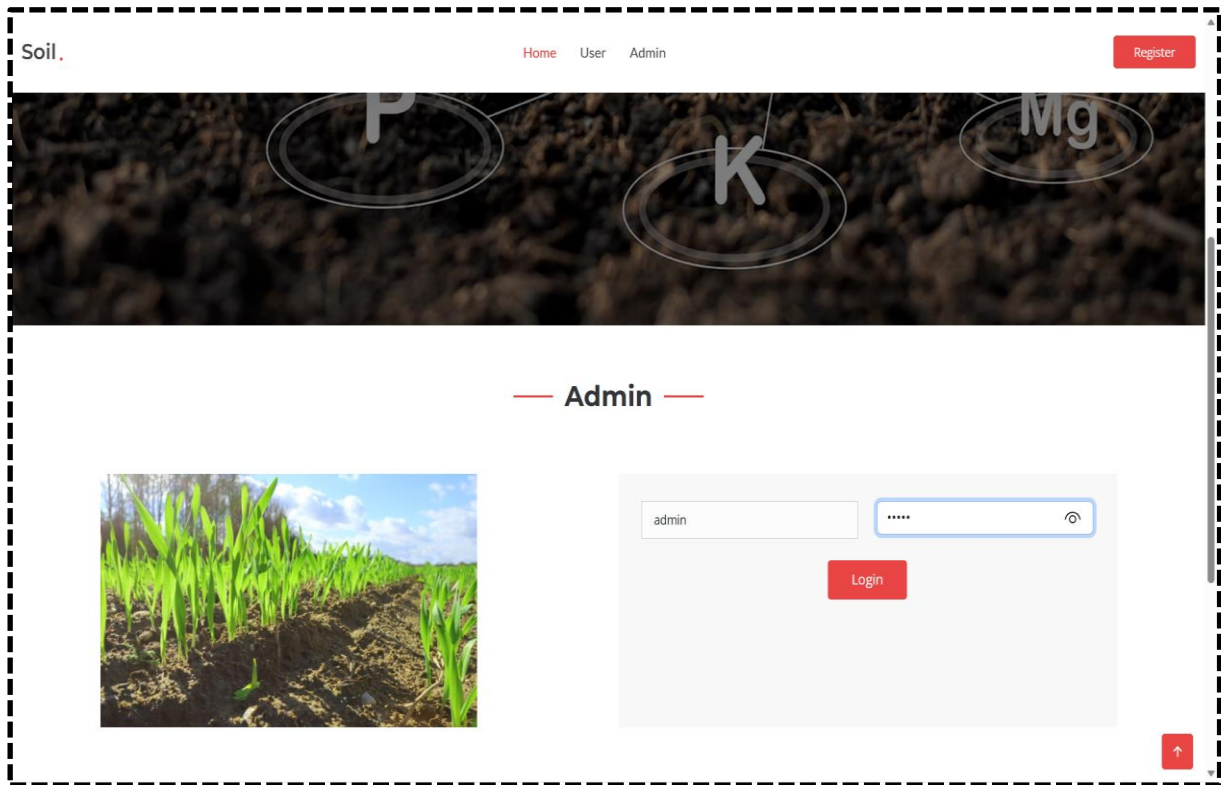 Soil.
Home User Admin
Register
P
K
Mg
Admin
admin
•••••
Login